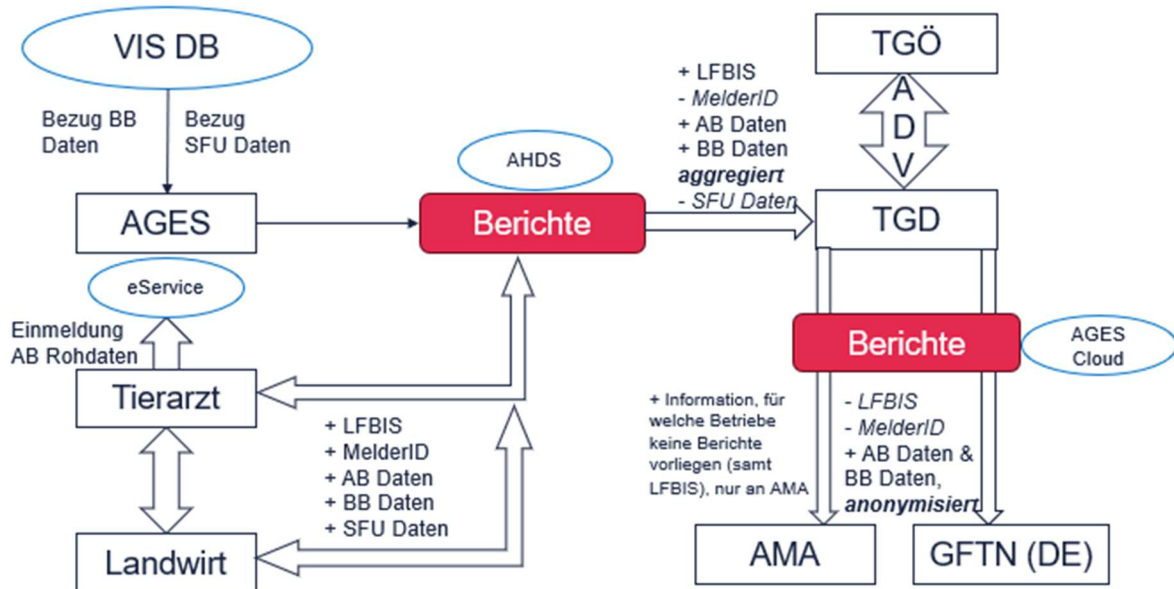 VIS DB
Bezug BB
Daten
Bezug
SFU Daten
AGES
eService
Einmeldung
AB Rohdaten
Tierarzt
Landwirt
+ LFBIS
+ MelderID
+ AB Daten
+ BB Daten
+ SFU Daten
AHDS
Berichte
+ LFBIS
- MelderID
+ AB Daten
+ BB Daten
aggregiert
- SFU Daten
TGÖ
A
D
V
TGD
Berichte
AGES
Cloud
+ Information, für
welche Betriebe
keine Berichte
vorliegen (samt
LFBIS), nur an AMA
- LFBIS
- MelderID
+ AB Daten &
BB Daten,
anonymisiert
AMA
GFTN (DE)